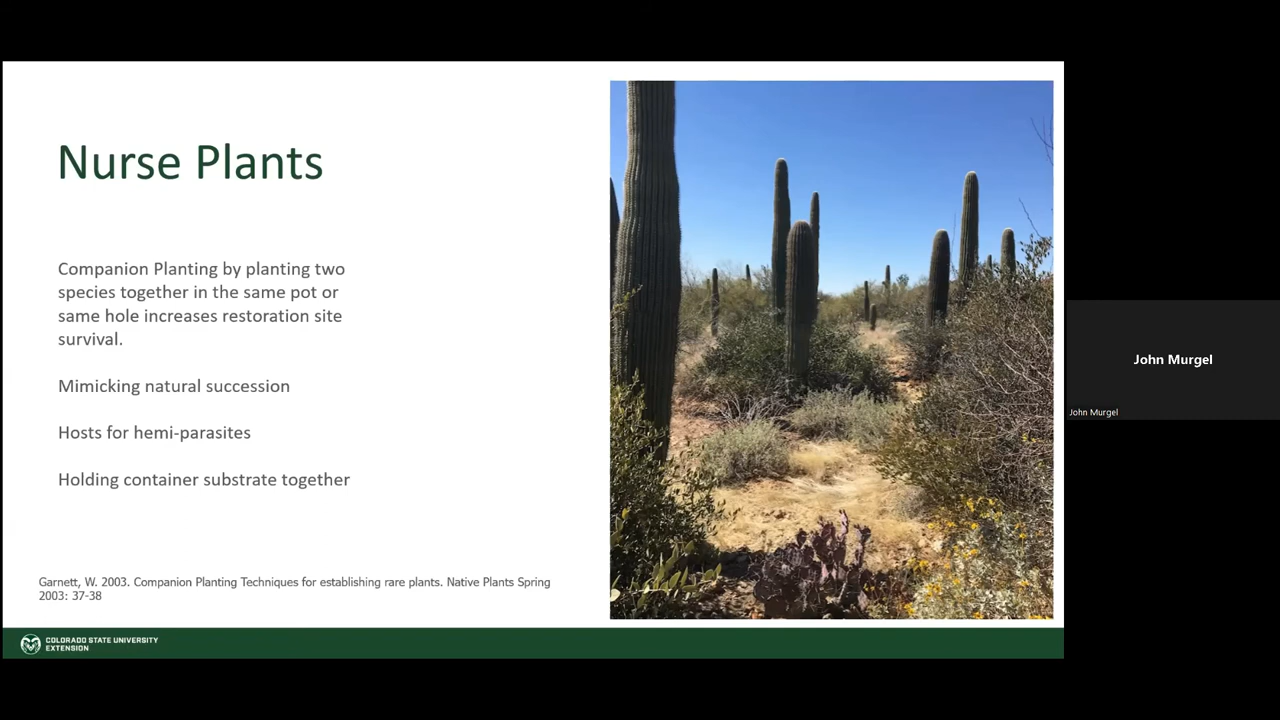 Nurse Plants
Companion Planting by planting two
species together in the same pot or
same hole increases restoration site
survival.
Mimicking natural succession
Hosts for hemi-parasites
Holding container substrate together
Garnett, W. 2003. Companion Planting Techniques for establishing rare plants. Native Plants Spring
2003: 37-38
COLORADO STATE UNIVERSITY
EXTENSION
John Murgel
John Murgel